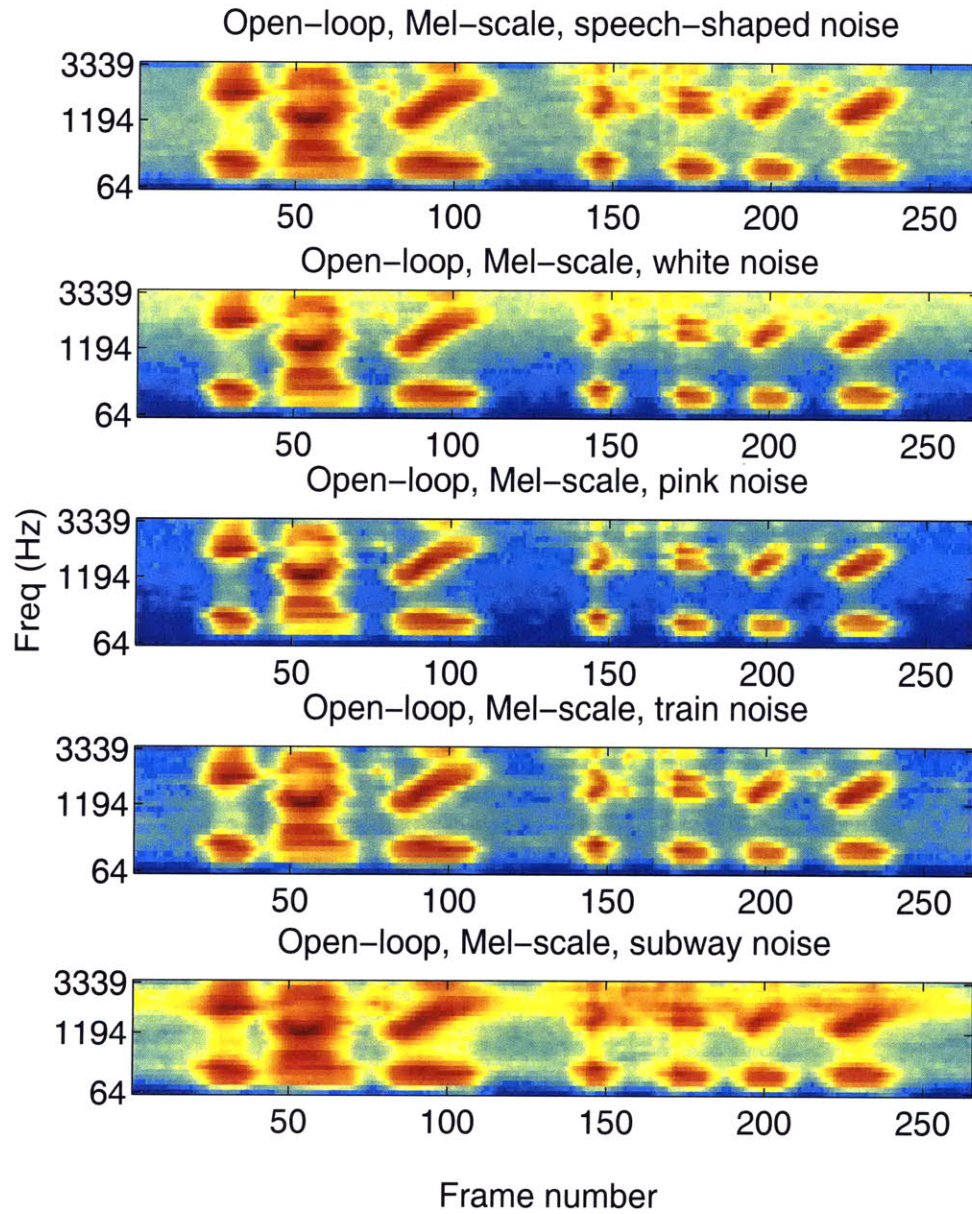 Open−loop, Mel−scale, speech−shaped noise
3339
1194
64
50 100 150 200 250
Open−loop, Mel−scale, white noise
3339
1194
64
50 100 150 200 250
Open−loop, Mel−scale, pink noise
3339
1194
64
50 100 150 200 250
Open−loop, Mel−scale, train noise
3339
1194
64
50 100 150 200 250
Open−loop, Mel−scale, subway noise
3339
1194
64
50 100 150 200 250
Freq (Hz)
Frame number